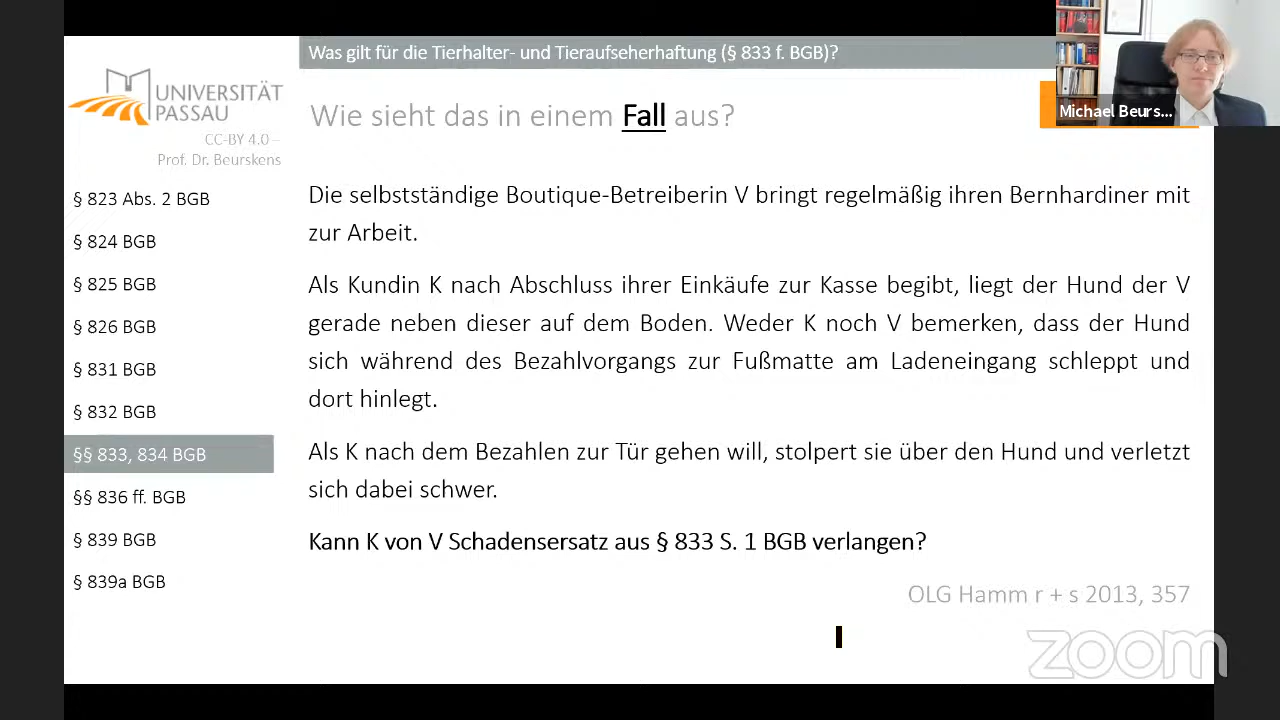 Was gilt für die Tierhalter- und Tieraufseherhaftung (§ 833 f. BGB)?
UNIVERSITÄT
PASSAU
CC-BY 4.0 –
Prof. Dr. Beurskens
Wie sieht das in einem Fall aus?
Michael Beurs...
§ 823 Abs. 2 BGB
§ 824 BGB
§ 825 BGB
§ 826 BGB
§ 831 BGB
§ 832 BGB
§§ 833, 834 BGB
§§ 836 ff. BGB
§ 839 BGB
§ 839a BGB
Die selbstständige Boutique-Betreiberin V bringt regelmäßig ihren Bernhardiner mit
zur Arbeit.
Als Kundin K nach Abschluss ihrer Einkäufe zur Kasse begibt, liegt der Hund der V
gerade neben dieser auf dem Boden. Weder K noch V bemerken, dass der Hund
sich während des Bezahlvorgangs zur Fußmatte am Ladeneingang schleppt und
dort hinlegt.
Als K nach dem Bezahlen zur Tür gehen will, stolpert sie über den Hund und verletzt
sich dabei schwer.
Kann K von V Schadensersatz aus § 833 S. 1 BGB verlangen?
OLG Hamm r + s 2013, 357
zoom